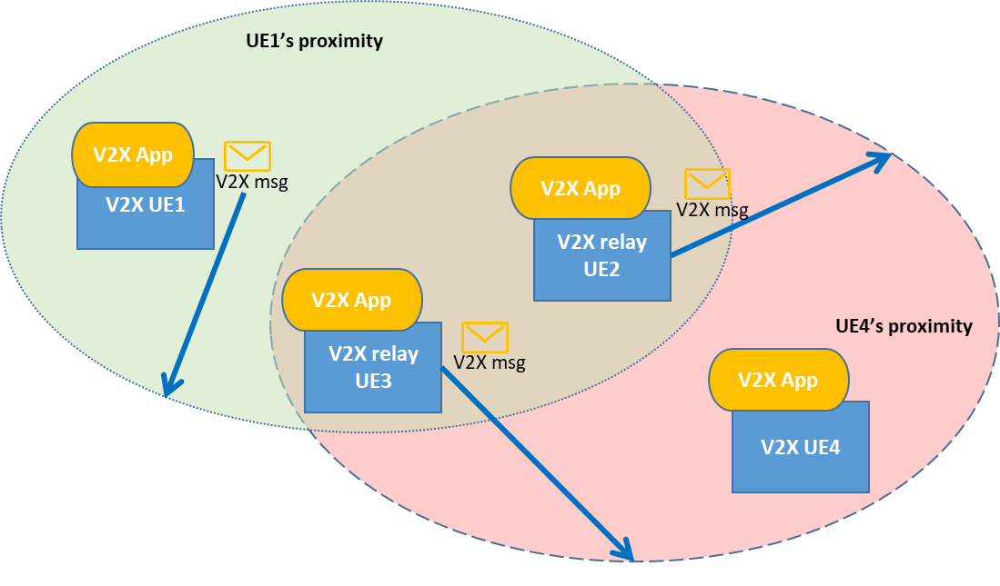 UE1’s proximity
V2X App
V2X UE1
V2X msg
V2X App
V2X relay
UE2
V2X msg
V2X App
V2X relay
UE3
V2X msg
UE4’s proximity
V2X App
V2X UE4